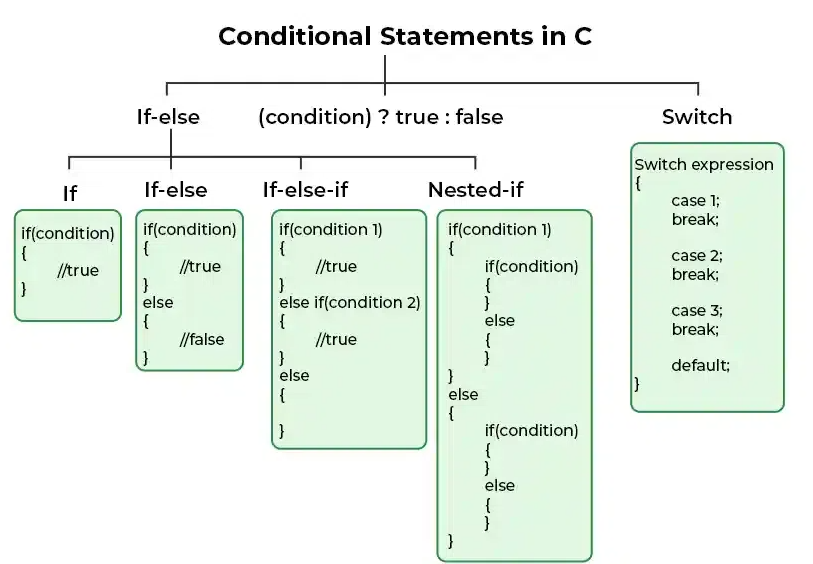 Conditional Statements in C
If-else
(condition) ? true : false
Switch
If
if(condition)
{
//true
}
If-else
if(condition)
{
//true
}
else
{
//false
}
If-else-if
if(condition 1)
{
//true
}
else if(condition 2)
{
//true
}
else
{
}
Nested-if
if(condition 1)
{
if(condition)
{
}
else
{
}
}
else
{
if(condition)
{
}
else
{
}
}
Switch expression
{
case 1;
break;
case 2;
break;
case 3;
break;
default;
}